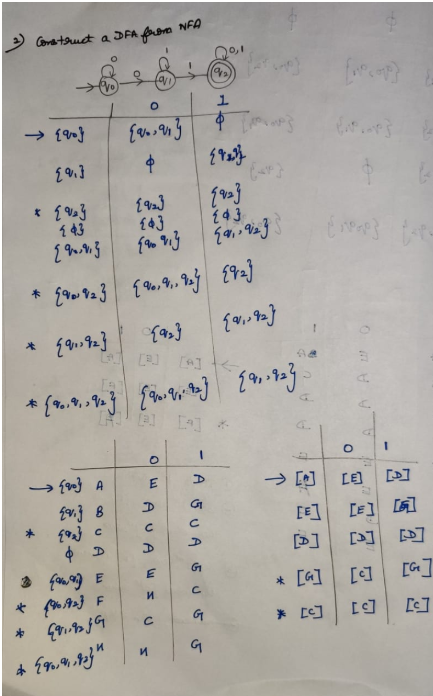 2) Construct a DFA from NFA
0 1 0,1
q0 0 q1 1 q2
0 1
→ {q0} {q0, q1} ϕ
{q1} ϕ {q2, q1}
* {q2} {q2} {q2}
{ϕ} {ϕ} {ϕ}
{q0, q1} {q0 q1} {q1, q2}
* {q0, q2} {q0, q1, q2} {q2}
* {q1, q2} {q2} {q1, q2}
* {q0, q1, q2} {q0, q1, q2} {q1, q2}
0 1
→ {q0} A E D
{q1} B D G
* {q2} C C C
ϕ D D D
{q0, q1} E E G
* {q0, q2} F H C
* {q1, q2} G C G
* {q0, q1, q2} H H G
0 1
→ [A] [E] [D]
[E] [E] [G]
[D] [D] [D]
* [G] [C] [G]
* [C] [C] [C]